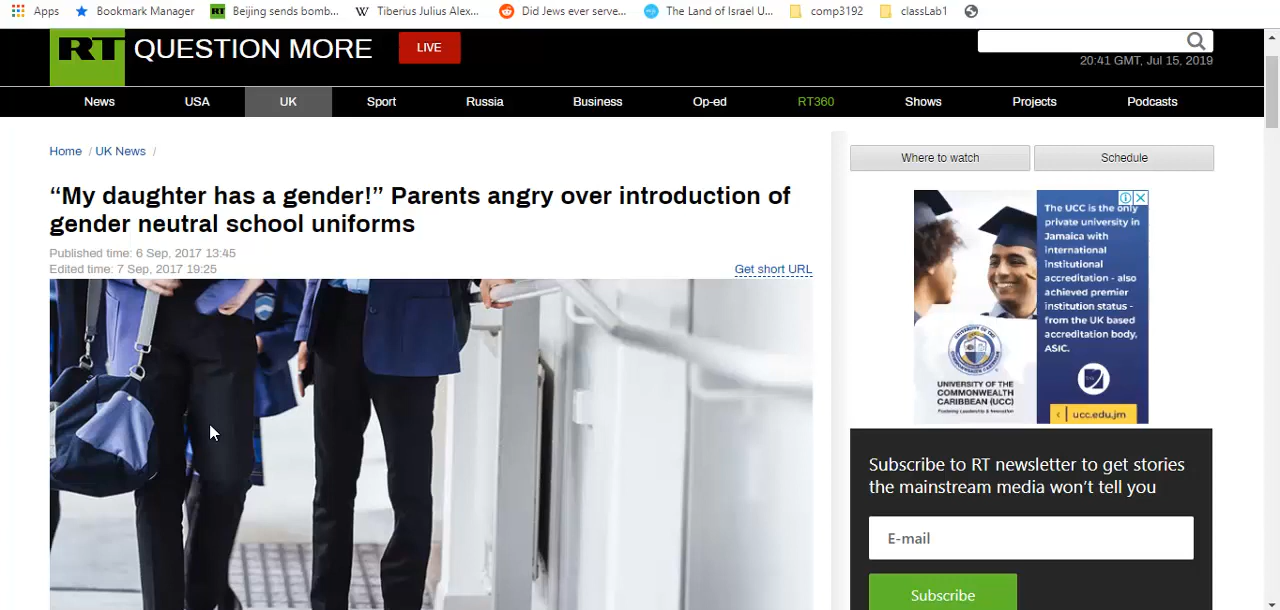 Apps Bookmark Manager RT Beijing sends bomb... W Tiberius Julius Alex... Did Jews ever serve... The Land of Israel U... comp3192 classLab1
RT QUESTION MORE LIVE
20:41 GMT, Jul 15, 2019
News USA UK Sport Russia Business Op-ed RT360 Shows Projects Podcasts
Home / UK News /
“My daughter has a gender!” Parents angry over introduction of
gender neutral school uniforms
Published time: 6 Sep, 2017 13:45
Edited time: 7 Sep, 2017 19:25
Get short URL
Where to watch Schedule
The UCC is the only
private university in
Jamaica with
international
institutional
accreditation - also
achieved premier
institution status -
from the UK based
accreditation body,
ASIC.
UNIVERSITY OF THE
COMMONWEALTH
CARIBBEAN (UCC)
Fostering Leadership & Innovation
ucc.edu.jm
Subscribe to RT newsletter to get stories
the mainstream media won’t tell you
E-mail
Subscribe